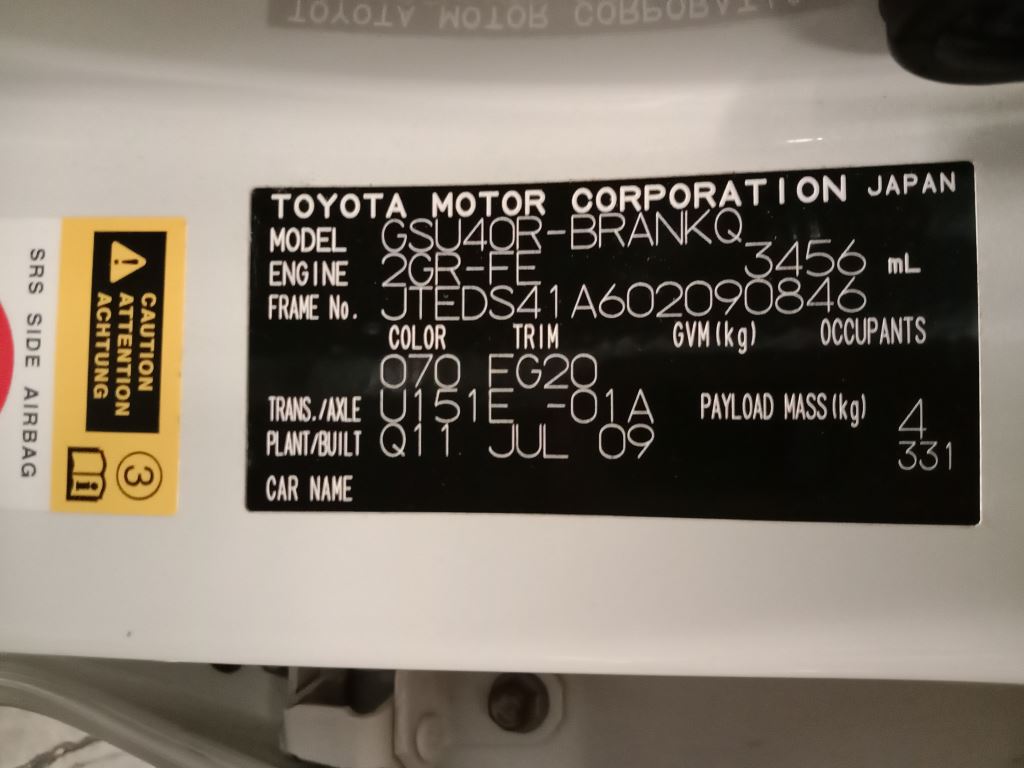 TOYOTA MOTOR CORPORATION JAPAN
MODEL GSU40R-BRANKQ
ENGINE 2GR-FE 3456 mL
FRAME No. JTEDS41A602090846
COLOR TRIM GVM(kg) OCCUPANTS
070 FG20
TRANS./AXLE U151E -01A PAYLOAD MASS(kg) 4
PLANT/BUILT Q11 JUL 09 331
CAR NAME
CAUTION
ATTENTION
ACHTUNG
3
i
SRS SIDE AIRBAG
TOYOTA MOTOR